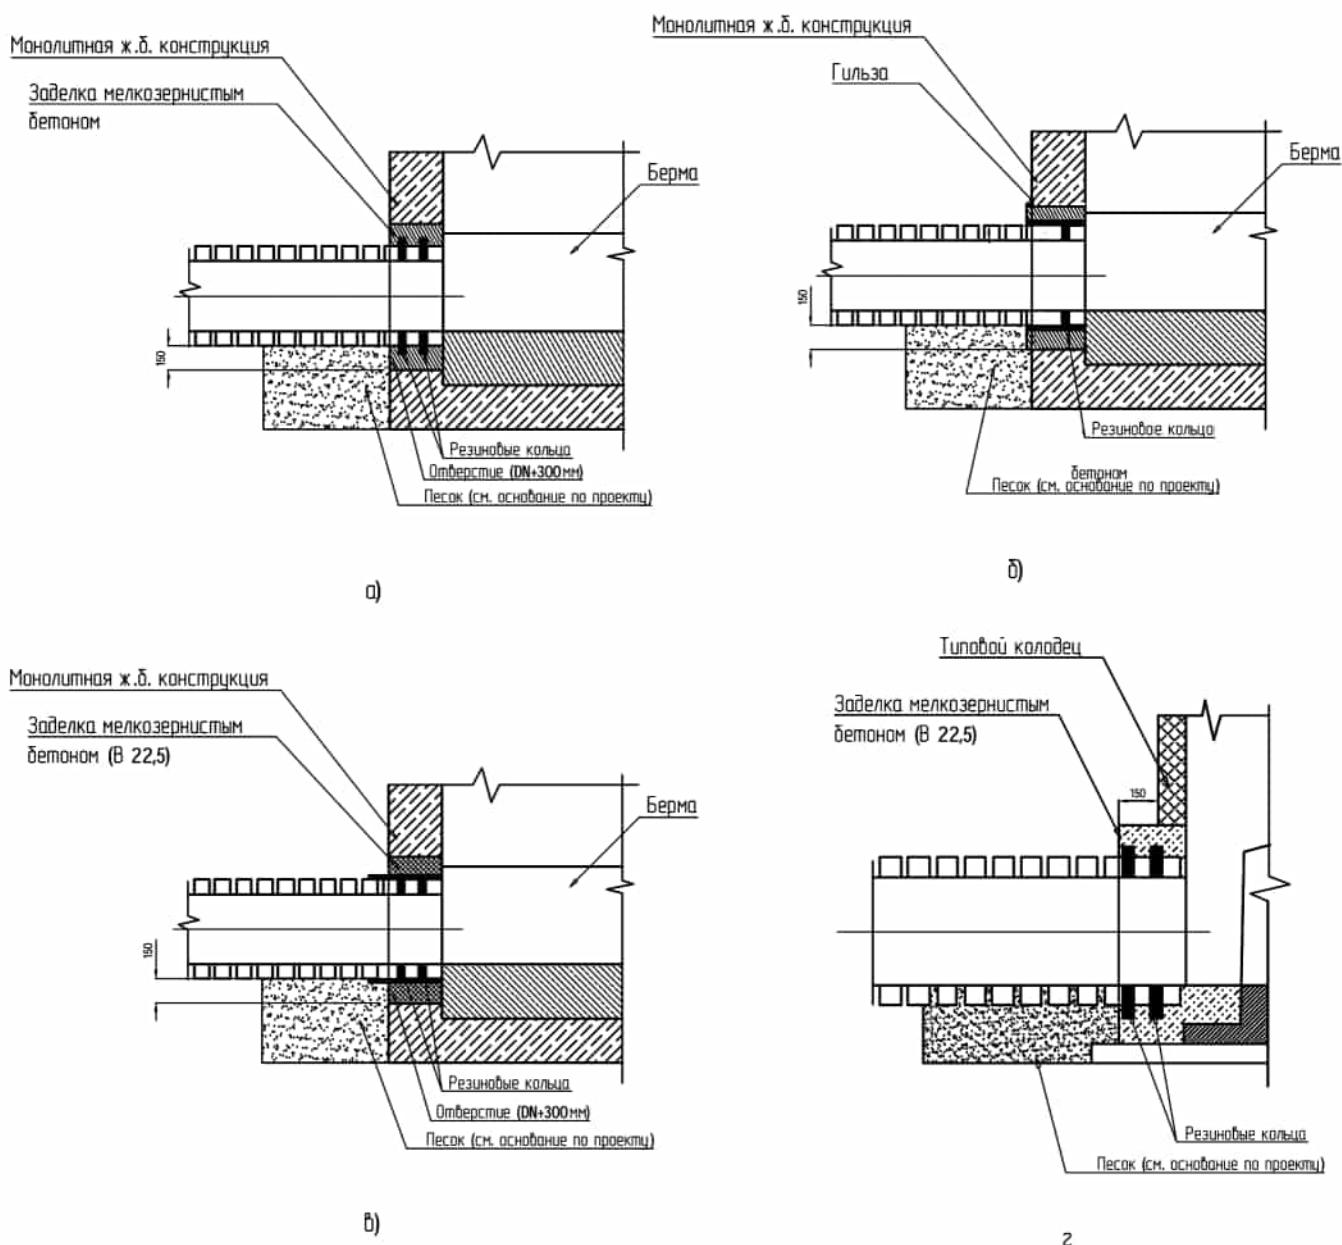 Монолитная ж.б. конструкция
Заделка мелкозернистым
бетоном
Берма
150
Резиновые кольца
Отверстие (DN+300мм)
Песок (см. основание по проекту)
а)
Монолитная ж.б. конструкция
Гильза
Берма
150
Резиновое кольцо
бетоном
Песок (см. основание по проекту)
б)
Монолитная ж.б. конструкция
Заделка мелкозернистым
бетоном (В 22,5)
Берма
150
Резиновые кольца
Отверстие (DN+300мм)
Песок (см. основание по проекту)
в)
Типовой колодец
Заделка мелкозернистым
бетоном (В 22,5)
150
Резиновые кольца
Песок (см. основание по проекту)
г